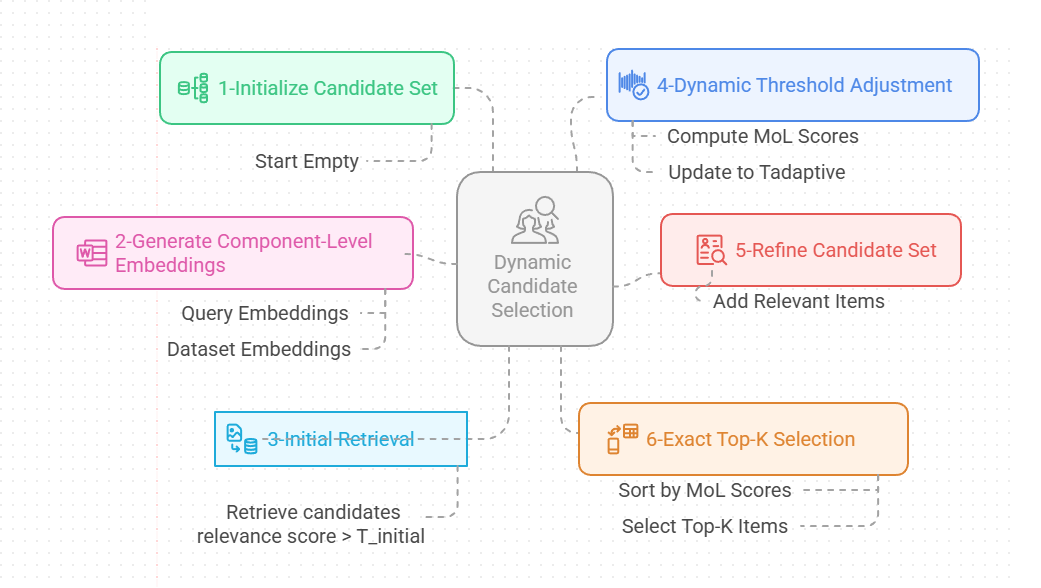 1-Initialize Candidate Set
Start Empty
2-Generate Component-Level
Embeddings
Query Embeddings
Dataset Embeddings
3-Initial Retrieval
Retrieve candidates
relevance score > T_initial
Dynamic
Candidate
Selection
4-Dynamic Threshold Adjustment
Compute MoL Scores
Update to Tadaptive
5-Refine Candidate Set
Add Relevant Items
6-Exact Top-K Selection
Sort by MoL Scores
Select Top-K Items